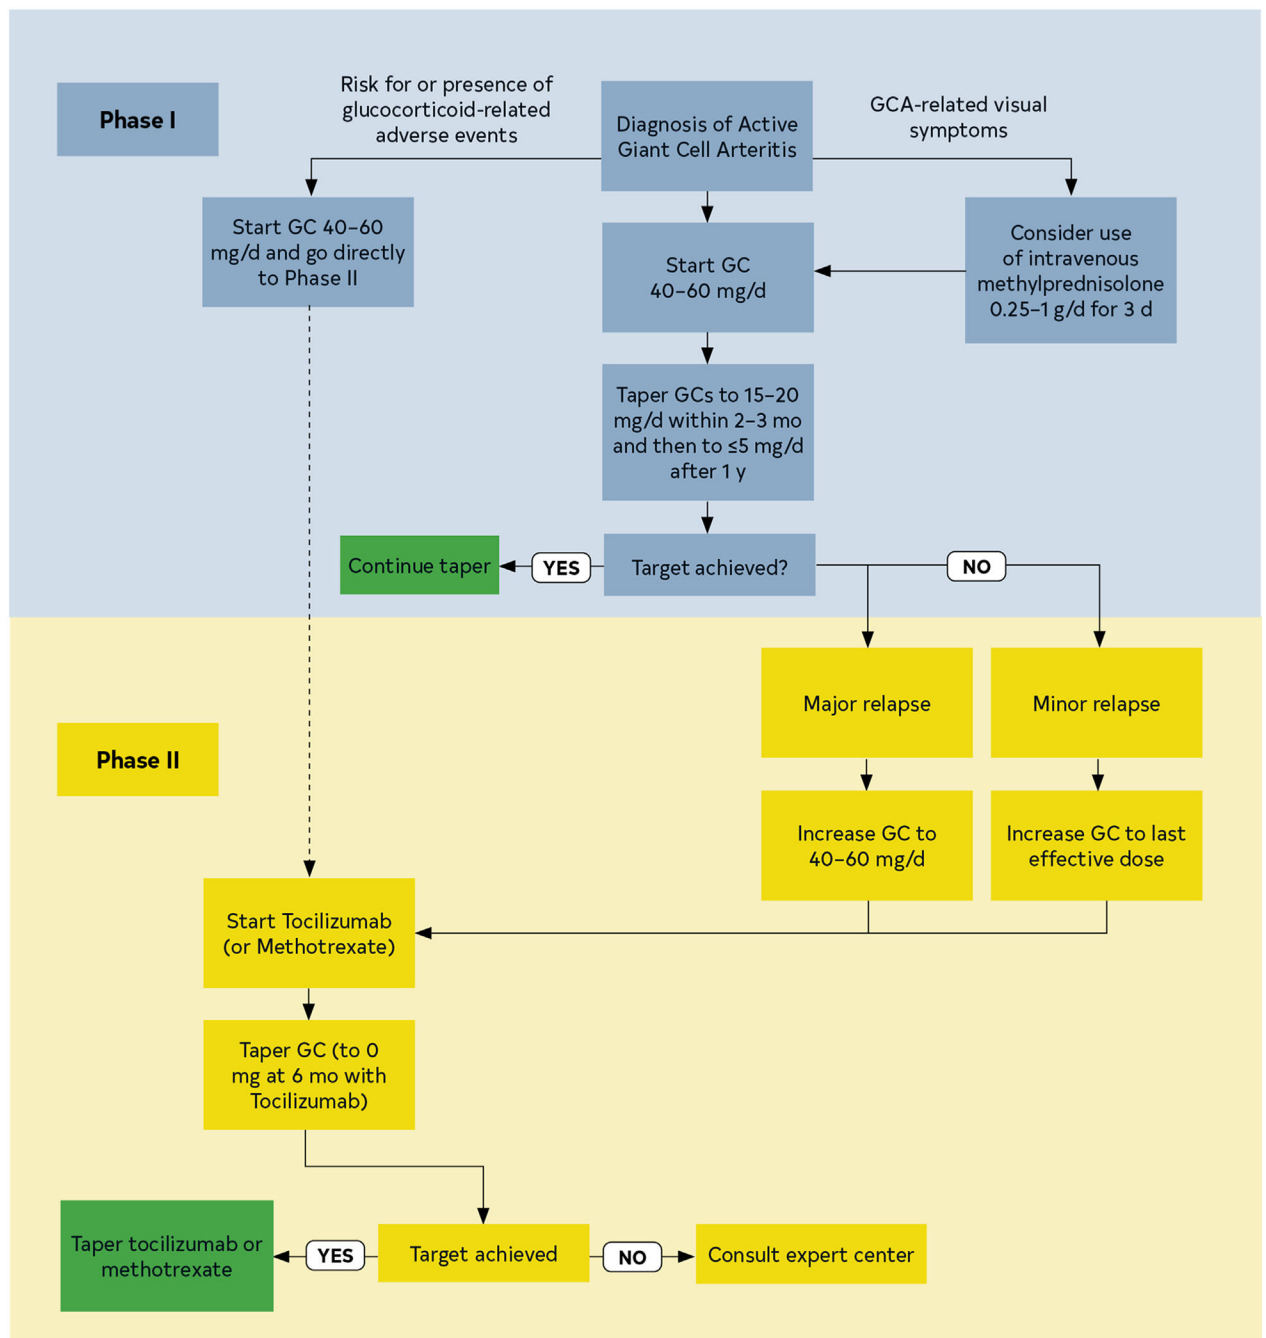 Phase I
Risk for or presence of
glucocorticoid-related
adverse events
Diagnosis of Active
Giant Cell Arteritis
GCA-related visual
symptoms
Start GC 40–60
mg/d and go directly
to Phase II
Start GC
40–60 mg/d
Consider use
of intravenous
methylprednisolone
0.25–1 g/d for 3 d
Taper GCs to 15–20
mg/d within 2–3 mo
and then to ≤5 mg/d
after 1 y
Continue taper
YES
Target achieved?
NO
Phase II
Major relapse
Minor relapse
Increase GC to
40–60 mg/d
Increase GC to last
effective dose
Start Tocilizumab
(or Methotrexate)
Taper GC (to 0
mg at 6 mo with
Tocilizumab)
Taper tocilizumab or
methotrexate
YES
Target achieved
NO
Consult expert center